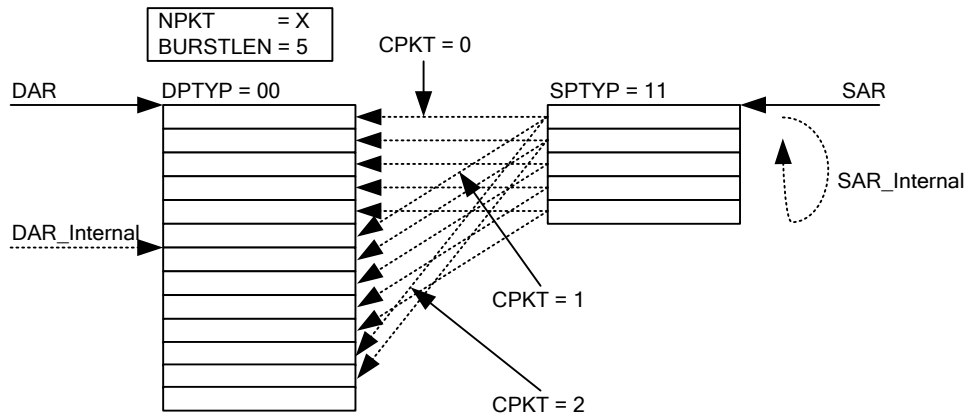 NPKT = X
BURSTLEN = 5
CPKT = 0
DAR
DPTYP = 00
SPTYP = 11
SAR
SAR_Internal
DAR_Internal
CPKT = 1
CPKT = 2